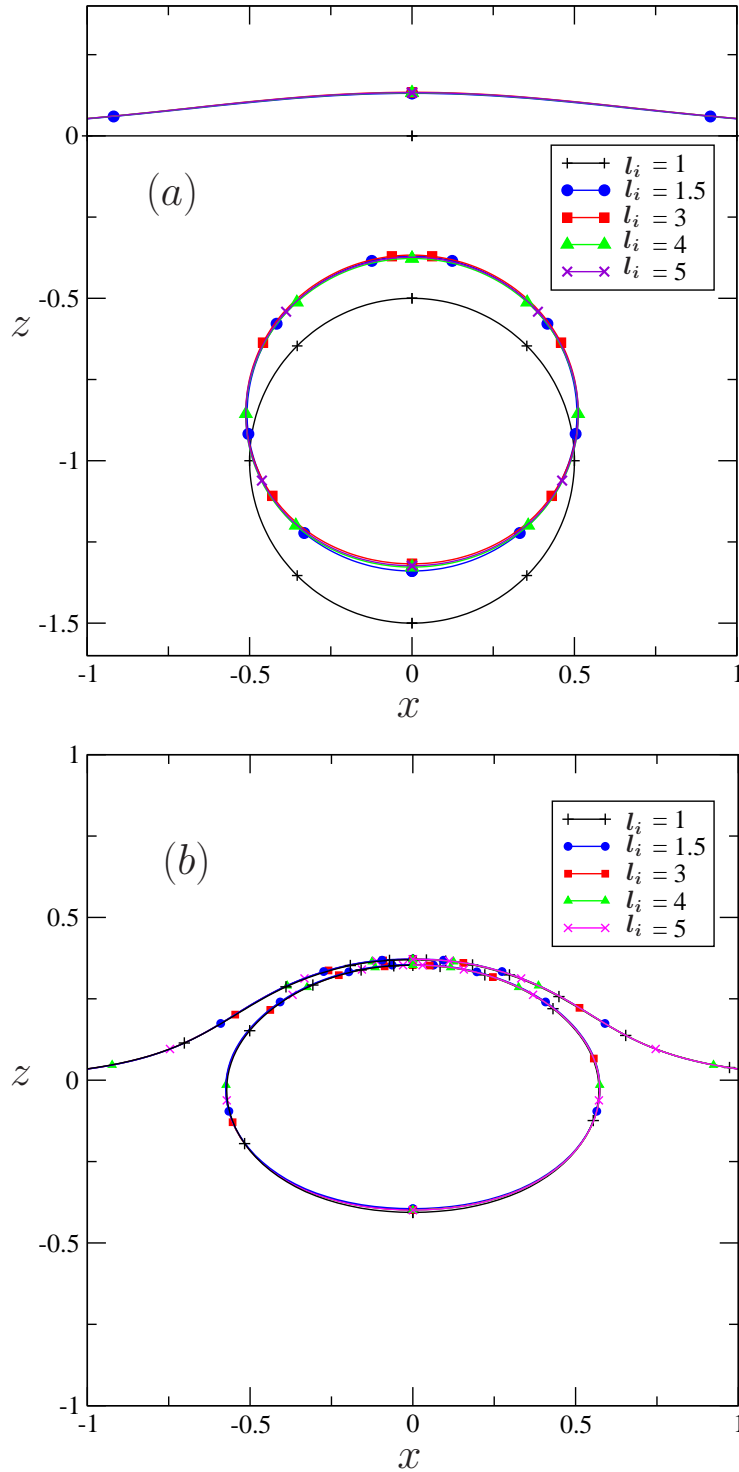 0
(a)
l_i = 1
l_i = 1.5
l_i = 3
l_i = 4
l_i = 5
-0.5
z
-1
-1.5
-1
-0.5
0
0.5
1
x
1
(b)
l_i = 1
l_i = 1.5
l_i = 3
l_i = 4
l_i = 5
0.5
z
0
-0.5
-1
-1
-0.5
0
0.5
1
x